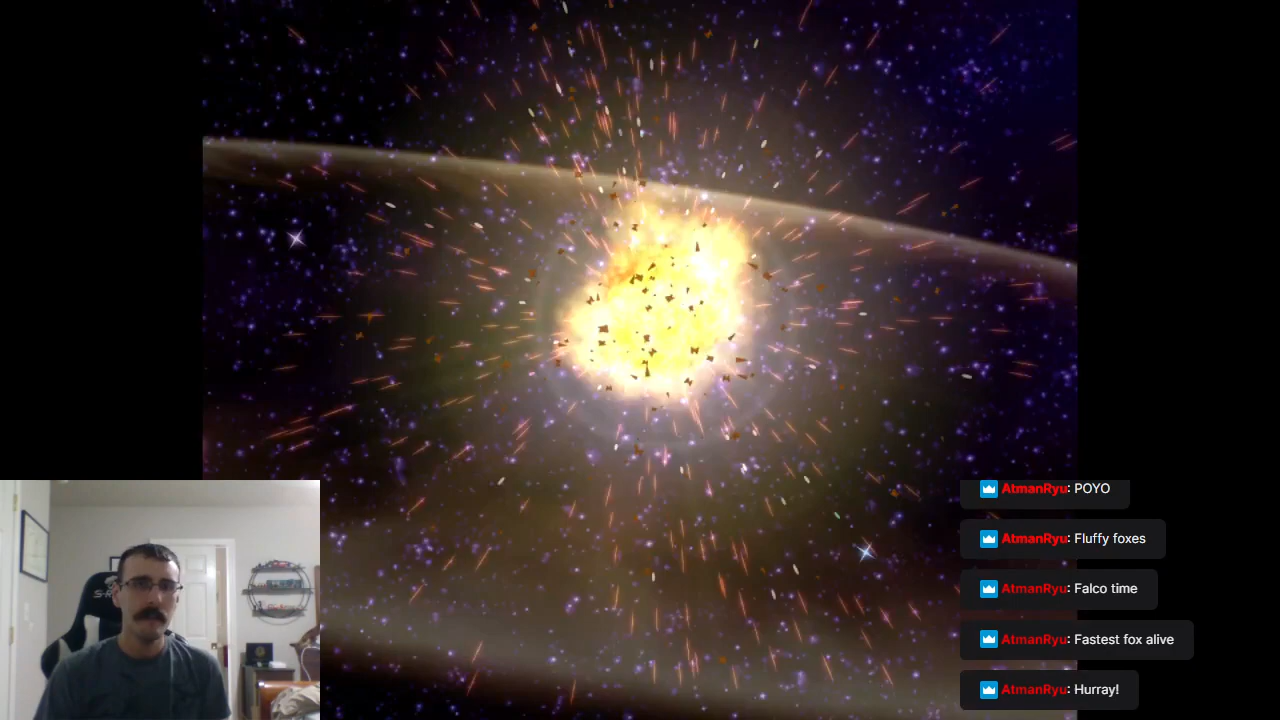 AtmanRyu: POYO
AtmanRyu: Fluffy foxes
AtmanRyu: Falco time
AtmanRyu: Fastest fox alive
AtmanRyu: Hurray!